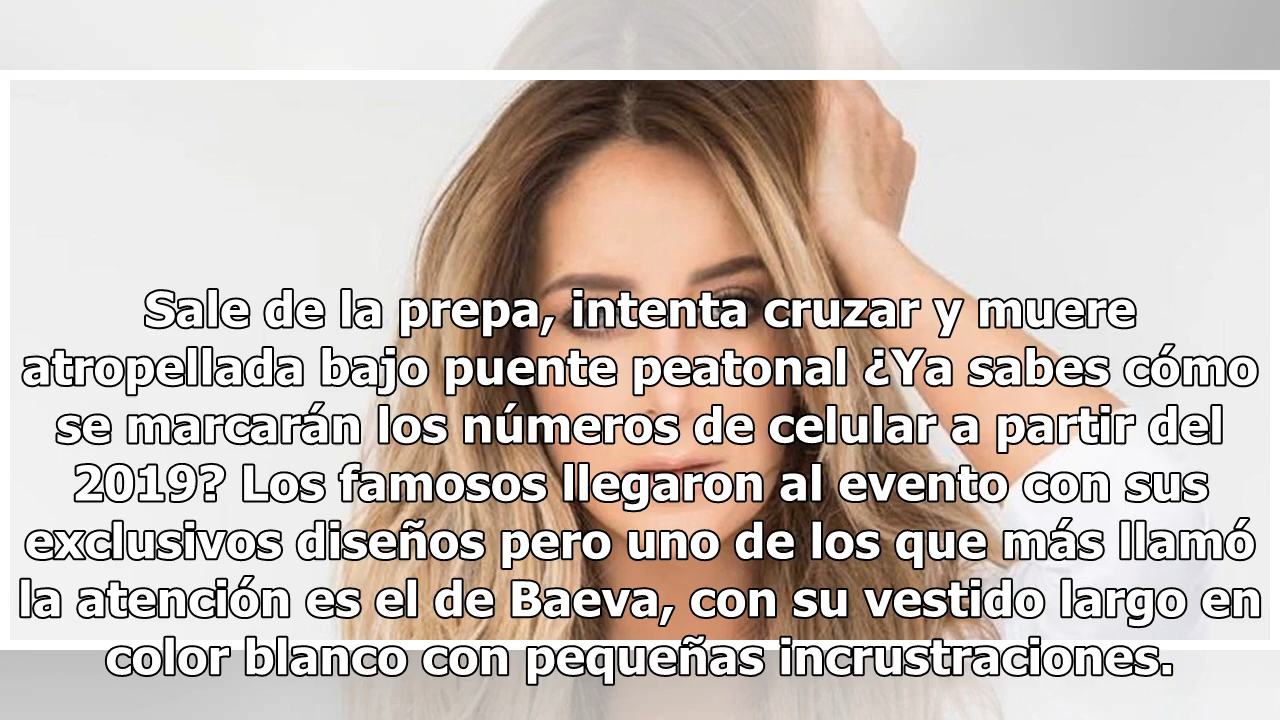 Sale de la prepa, intenta cruzar y muere
atropellada bajo puente peatonal ¿Ya sabes cómo
se marcarán los números de celular a partir del
2019? Los famosos llegaron al evento con sus
exclusivos diseños pero uno de los que más llamó
la atención es el de Baeva, con su vestido largo en
color blanco con pequeñas incrustraciones.